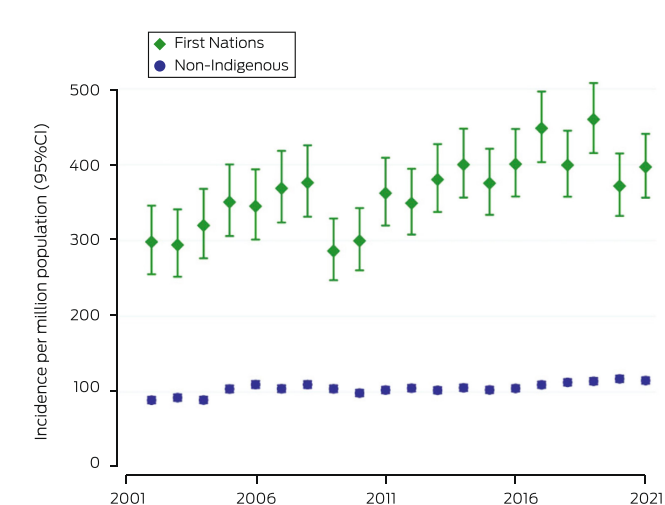 First Nations
Non-Indigenous
Incidence per million population (95%CI)
500
400
300
200
100
0
2001 2006 2011 2016 2021